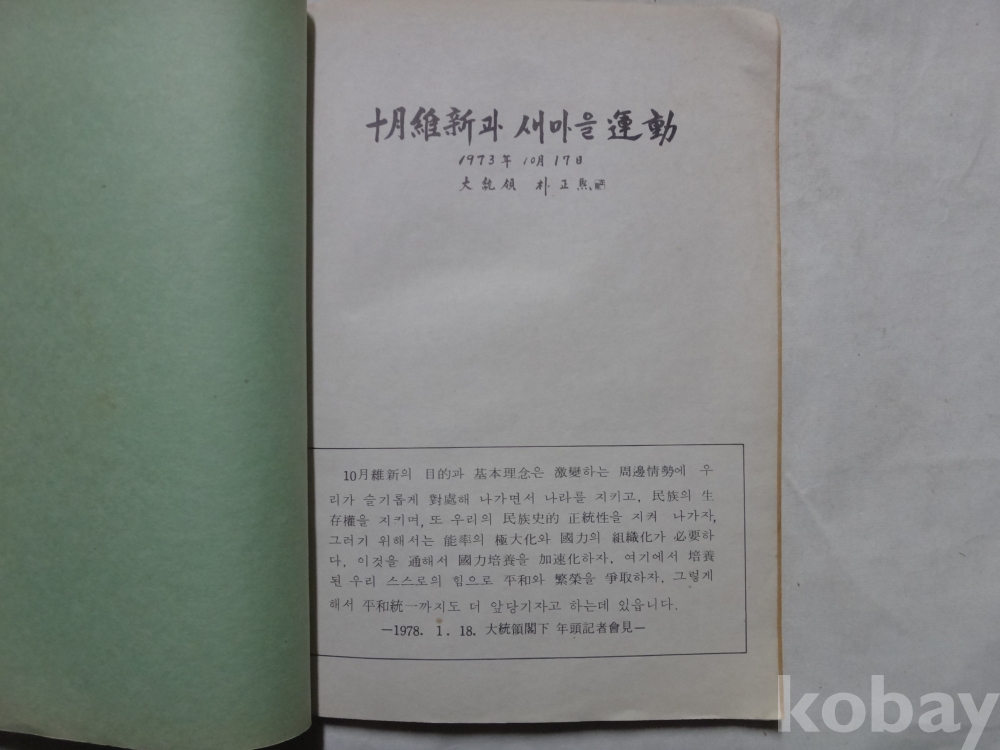 十月維新과 새마을 運動
1973年 10月 17日
大統領 朴正熙
10月維新의 目的과 基本理念은 激變하는 周邊情勢에 우
리가 슬기롭게 對處해 나가면서 나라를 지키고, 民族의 生
存權을 지키며, 또 우리의 民族史的 正統性을 지켜 나가자,
그러기 위해서는 能率의 極大化와 國力의 組織化가 必要하
다, 이것을 通해서 國力培養을 加速化하자, 여기에서 培養
된 우리 스스로의 힘으로 平和와 繁榮을 爭取하자, 그렇게
해서 平和統一까지도 더 앞당기자고 하는데 있읍니다.
—1978. 1. 18. 大統領閣下 年頭記者會見—
kobay